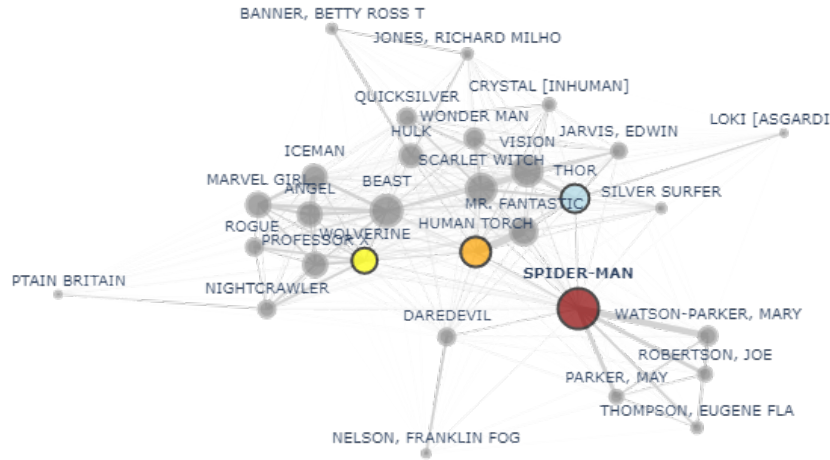 BANNER, BETTY ROSS T
JONES, RICHARD MILHO
CRYSTAL [INHUMAN]
QUICKSILVER
WONDER MAN
LOKI [ASGARDI
HULK
VISION
JARVIS, EDWIN
ICEMAN
SCARLET WITCH
THOR
MARVEL GIRL
ANGEL
BEAST
SILVER SURFER
MR. FANTASTIC
ROGUE
PROFESSOR X
WOLVERINE
HUMAN TORCH
SPIDER-MAN
PTAIN BRITAIN
NIGHTCRAWLER
DAREDEVIL
WATSON-PARKER, MARY
ROBERTSON, JOE
PARKER, MAY
THOMPSON, EUGENE FLA
NELSON, FRANKLIN FOG